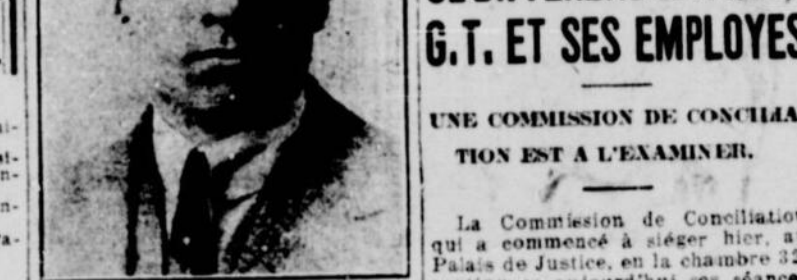 G.T. ET SES EMPLOYES
UNE COMMISSION DE CONCILIA
TION EST A L'EXAMINER.
La Commission de Conciliation
qui a commencé à siéger hier, a
Palais de Justice, en la chambre 32